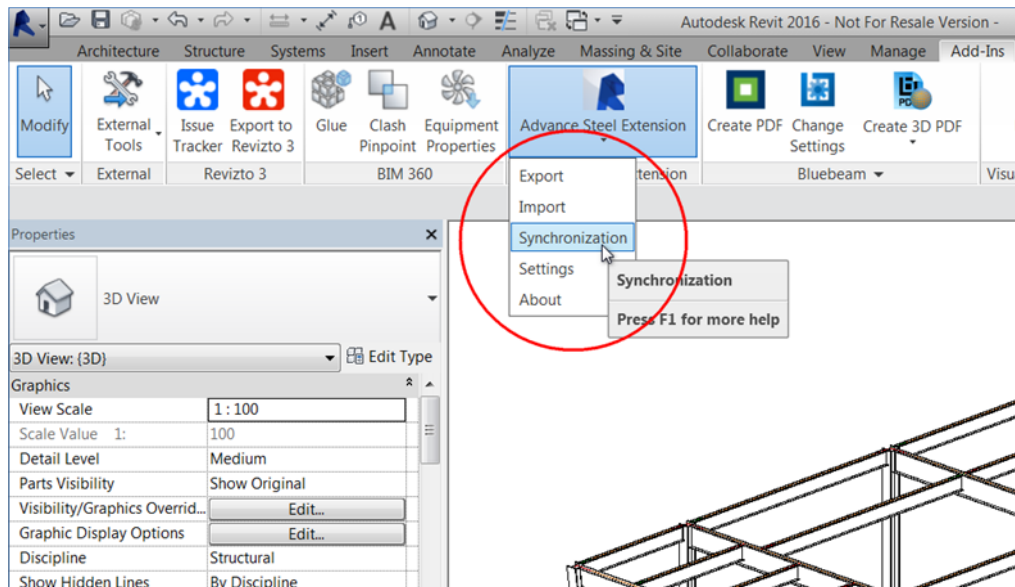 Autodesk Revit 2016 - Not For Resale Version -
Architecture Structure Systems Insert Annotate Analyze Massing & Site Collaborate View Manage Add-Ins
Modify
External
Tools
Issue
Tracker
Export to
Revizto 3
Glue
Clash
Pinpoint
Equipment
Properties
Advance Steel Extension
Create PDF
Change
Settings
Create 3D PDF
Select
External
Revizto 3
BIM 360
Bluebeam
Export
Import
Synchronization
Settings
About
Synchronization
Press F1 for more help
Properties
3D View
3D View: {3D}
Edit Type
Graphics
View Scale 1 : 100
Scale Value 1: 100
Detail Level Medium
Parts Visibility Show Original
Visibility/Graphics Overrid... Edit...
Graphic Display Options Edit...
Discipline Structural
Show Hidden Lines By Discipline